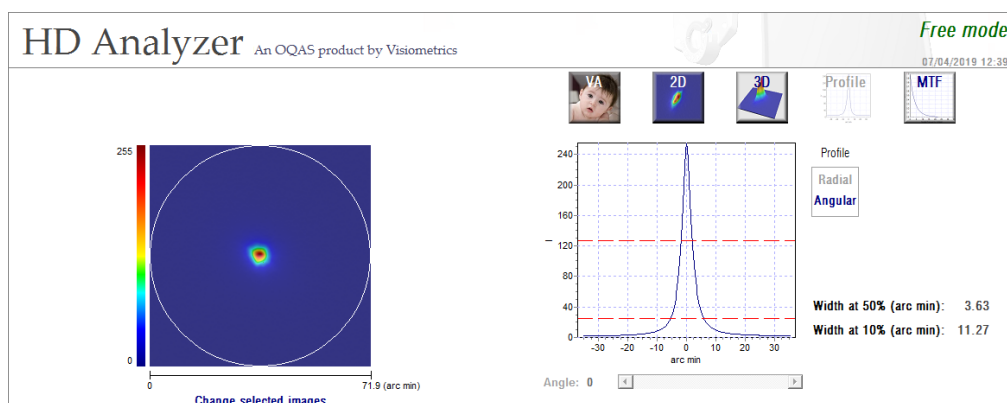 HD Analyzer An OQAS product by Visiometrics
Free mode
07/04/2019 12:39
VA
2D
3D
Profile
MTF
255
0
0
71.9 (arc min)
Change selected images
240
200
160
120
80
40
0
-30 -20 -10 0 10 20 30
arc min
Profile
Radial
Angular
Width at 50% (arc min): 3.63
Width at 10% (arc min): 11.27
Angle: 0